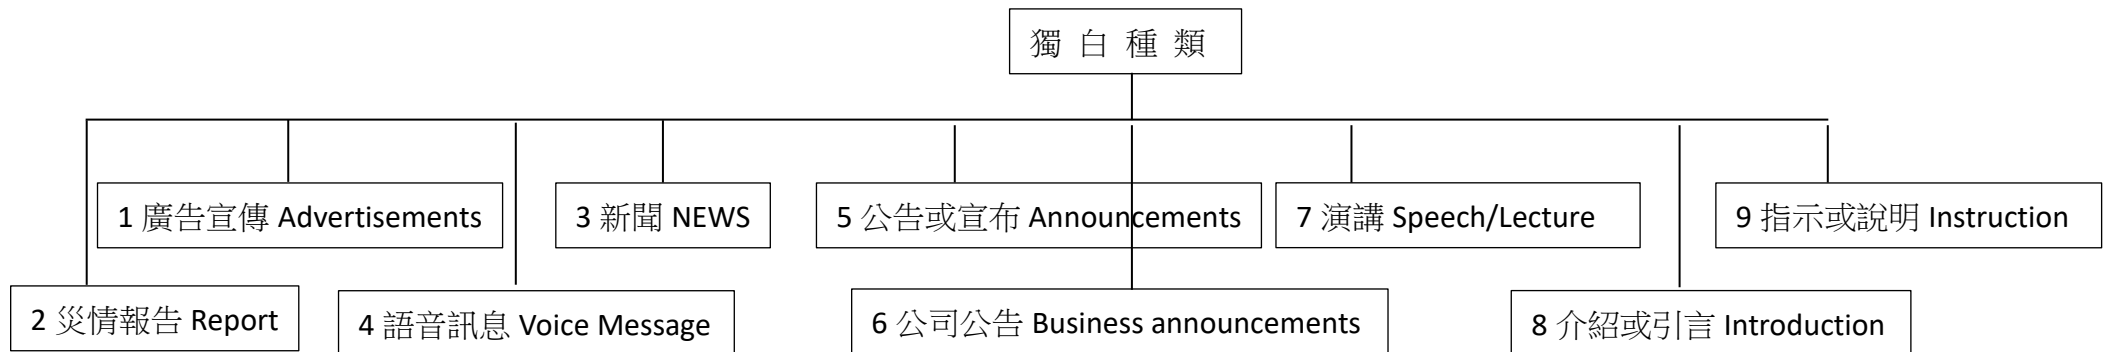 獨 白 種 類
1 廣告宣傳 Advertisements
3 新聞 NEWS
5 公告或宣布 Announcements
7 演講 Speech/Lecture
9 指示或說明 Instruction
2 災情報告 Report
4 語音訊息 Voice Message
6 公司公告 Business announcements
8 介紹或引言 Introduction